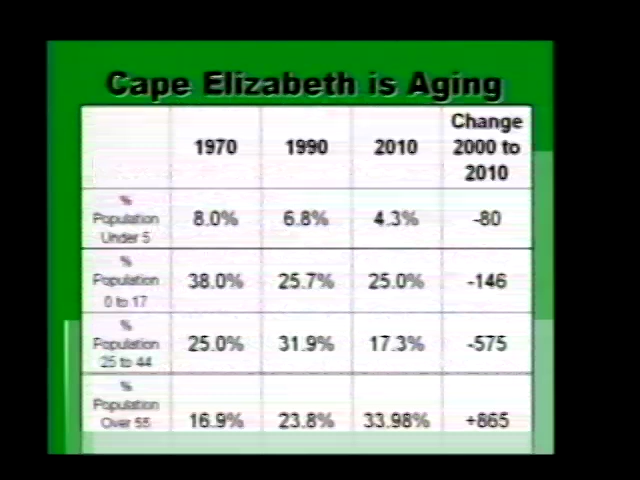 Cape Elizabeth is Aging
Change
1970 1990 2010 2000 to
2010
%
Population 8.0% 6.8% 4.3% -80
Under 5
%
Population 38.0% 25.7% 25.0% -146
0 to 17
%
Population 25.0% 31.9% 17.3% -575
25 to 44
%
Population
Over 55 16.9% 23.8% 33.98% +865